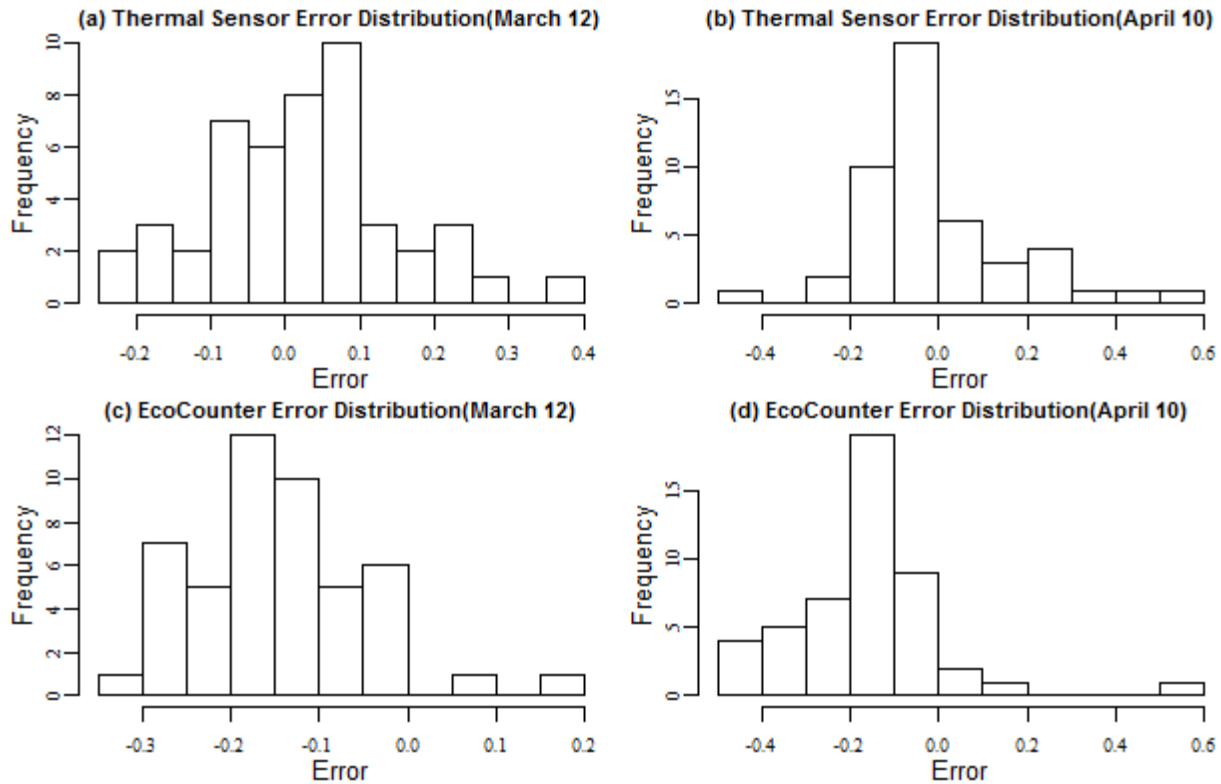 (a) Thermal Sensor Error Distribution(March 12)
Frequency
0 2 4 6 8 10
-0.2 -0.1 0.0 0.1 0.2 0.3 0.4
Error
(b) Thermal Sensor Error Distribution(April 10)
Frequency
0 5 10 15
-0.4 -0.2 0.0 0.2 0.4 0.6
Error
(c) EcoCounter Error Distribution(March 12)
Frequency
0 2 4 6 8 10 12
-0.3 -0.2 -0.1 0.0 0.1 0.2
Error
(d) EcoCounter Error Distribution(April 10)
Frequency
0 5 10 15
-0.4 -0.2 0.0 0.2 0.4 0.6
Error